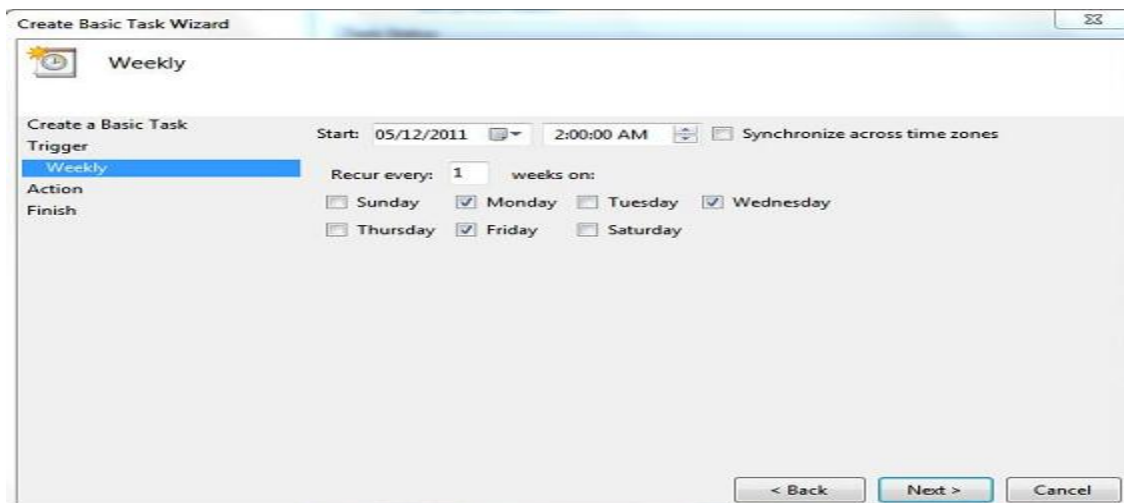 Create Basic Task Wizard
Weekly
Create a Basic Task
Trigger
Weekly
Action
Finish
Start: 05/12/2011 2:00:00 AM Synchronize across time zones
Recur every: 1 weeks on:
Sunday Monday Tuesday Wednesday
Thursday Friday Saturday
< Back Next > Cancel